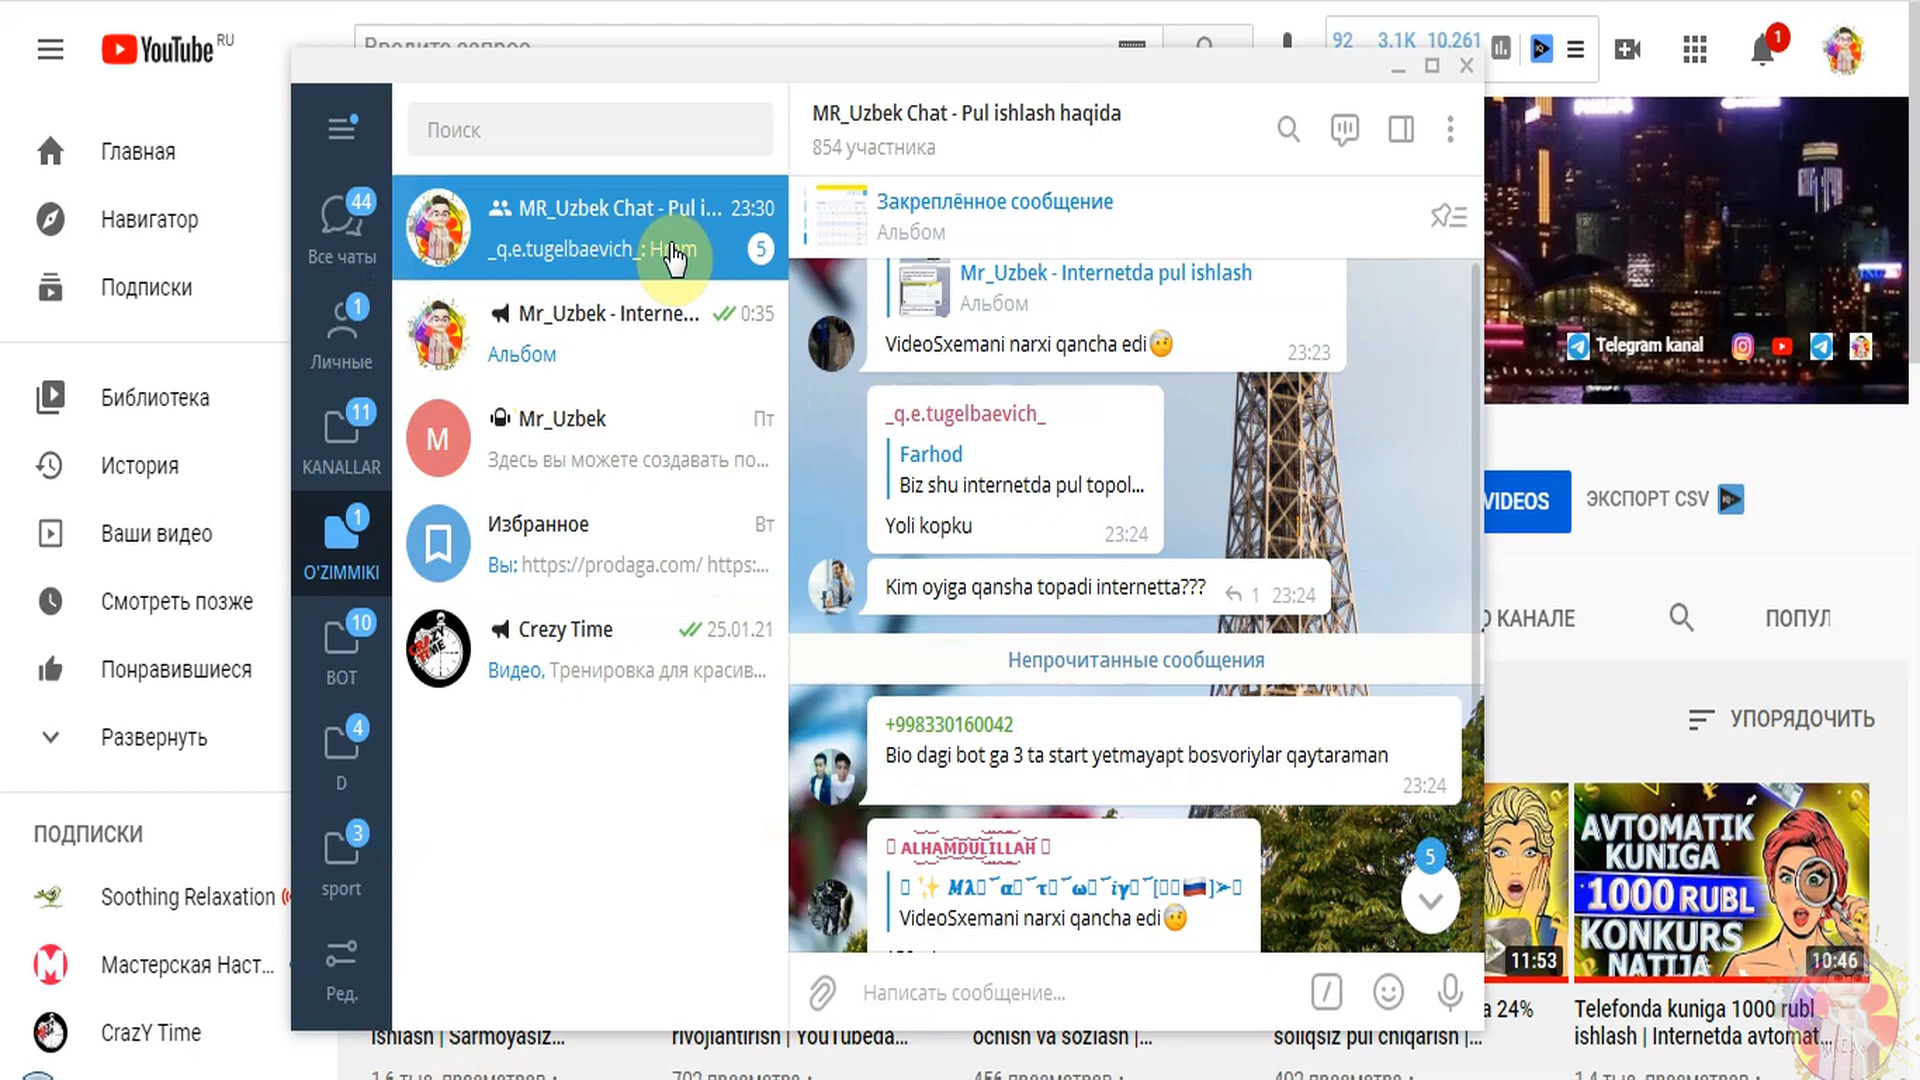 YouTube RU
Введите запрос
92 3.1K 10.261
1
Главная
Навигатор
Подписки
Библиотека
История
Ваши видео
Смотреть позже
Понравившиеся
Развернуть
ПОДПИСКИ
Soothing Relaxation
Мастерская Наст...
CrazY Time
44
Все чаты
1
Личные
11
KANALLAR
1
O'ZIMMIKI
10
BOT
4
D
3
sport
Ред.
Поиск
MR_Uzbek Chat - Pul i... 23:30
_q.e.tugelbaevich_: 5
Mr_Uzbek - Interne... 0:35
Альбом
M
Mr_Uzbek Пт
Здесь вы можете создавать по...
Избранное Вт
Вы: https://prodaga.com/ https:...
CRAZY TIME
Crezy Time 25.01.21
Видео, Тренировка для красив...
MR_Uzbek Chat - Pul ishlash haqida
854 участника
Закреплённое сообщение
Альбом
Mr_Uzbek - Internetda pul ishlash
Альбом
VideoSxemani narxi qancha edi🤕
23:23
_q.e.tugelbaevich_
Farhod
Biz shu internetda pul topol...
Yoli kopku
23:24
Kim oyiga qansha topadi internetta??? 1 23:24
Непрочитанные сообщения
+998330160042
Bio dagi bot ga 3 ta start yetmayapt bosvoriylar qaytaraman
23:24
ALHAMDULILLAH
VideoSxemani narxi qancha edi🤕
5
Написать сообщение...
Telegram kanal
VIDEOS
ЭКСПОРТ CSV
О КАНАЛЕ
ПОПУЛ
УПОРЯДОЧИТЬ
11:53
AVTOMATIK
KUNIGA
1000 RUBL
KONKURS
NATIJA
10:46
ishlash | Sarmoyasiz...
rivojlantirish | YouTubeda...
ochish va sozlash |...
a 24%
soliqsiz pul chiqarish |...
Telefonda kuniga 1000 rubl
ishlash | Internetda avtomat...